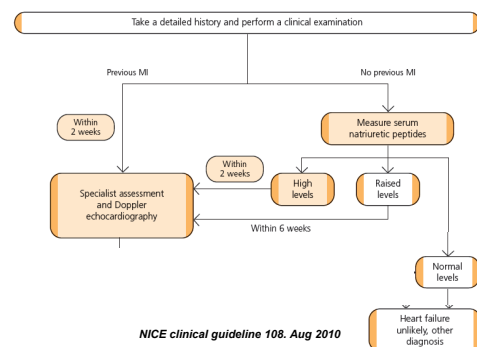 Take a detailed history and perform a clinical examination
Previous MI
No previous MI
Within
2 weeks
Measure serum
natriuretic peptides
Within
2 weeks
Specialist assessment
and Doppler
echocardiography
High
levels
Raised
levels
Within 6 weeks
Normal
levels
Heart failure
unlikely, other
diagnosis
NICE clinical guideline 108. Aug 2010